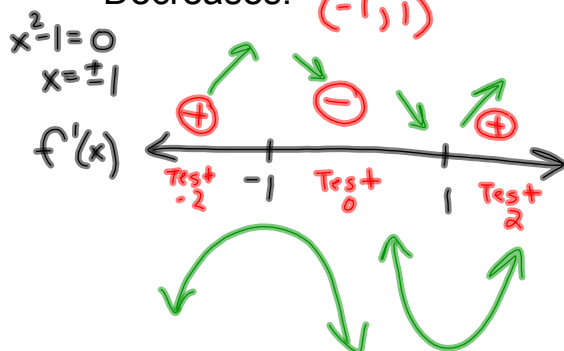 Decreases: (-1, 1)
x²-1=0
x=±1
+ - +
f'(x)
Test -2 -1 Test 0 1 Test 2